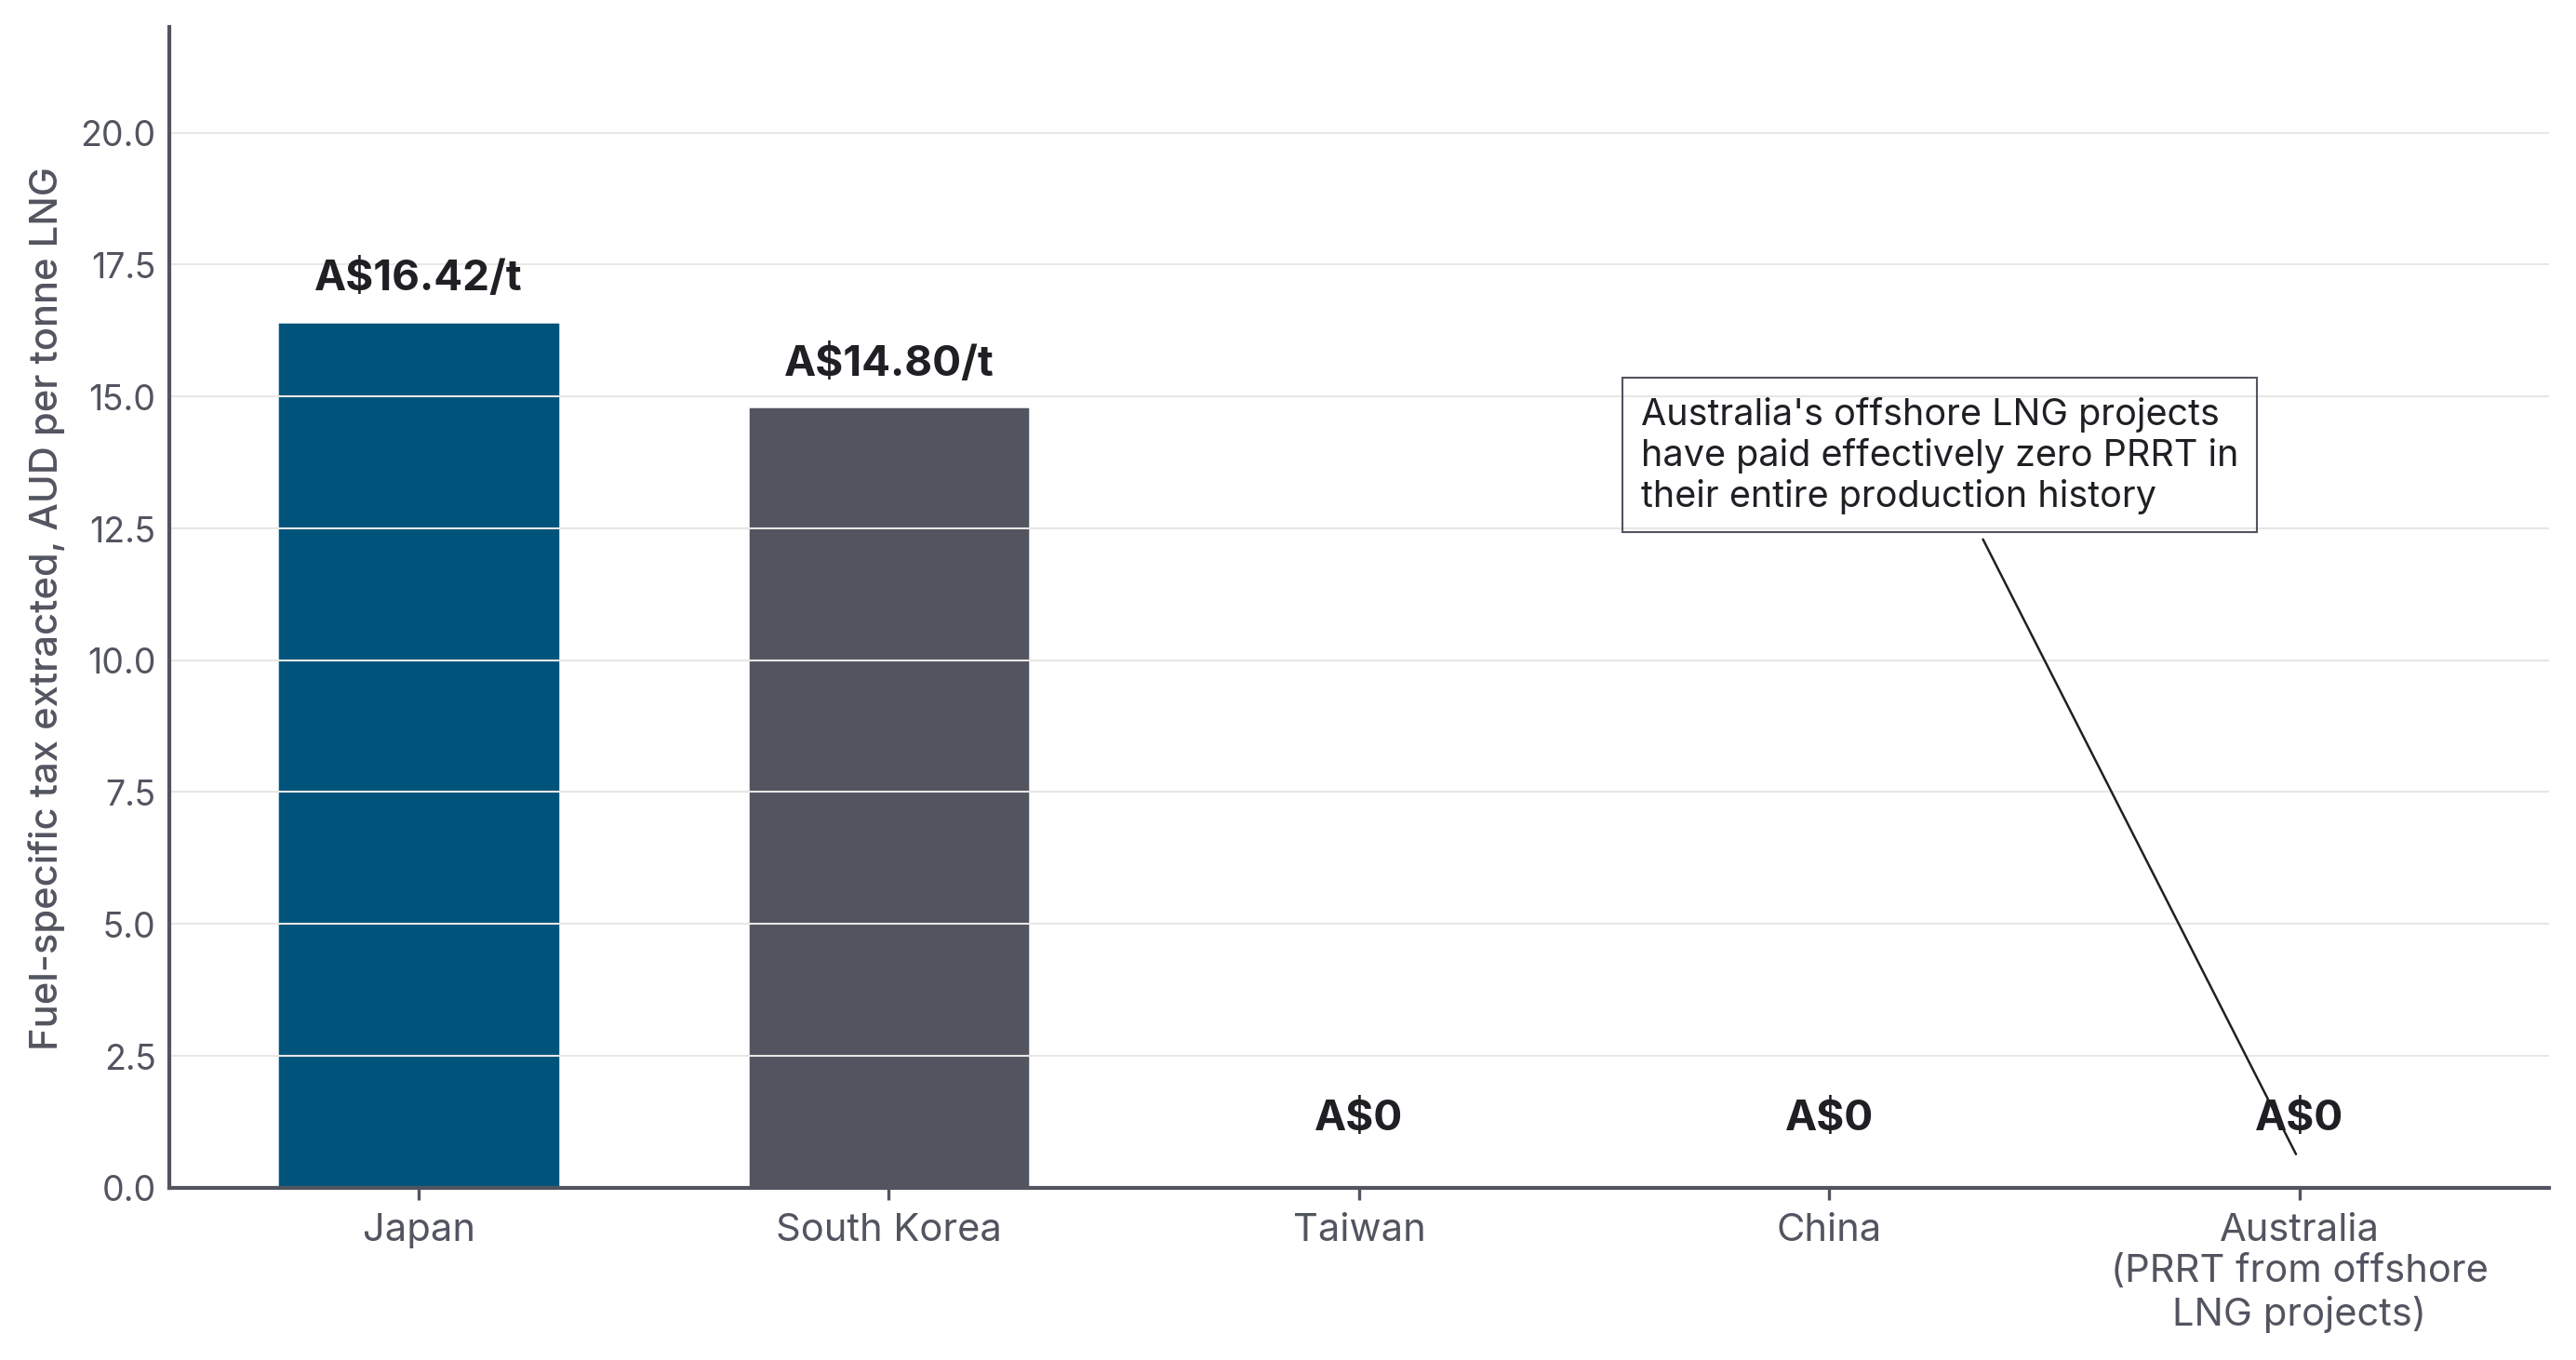 Fuel-specific tax extracted, AUD per tonne LNG
20.0
17.5
15.0
12.5
10.0
7.5
5.0
2.5
0.0
A$16.42/t
A$14.80/t
A$0
A$0
A$0
Australia's offshore LNG projects
have paid effectively zero PRRT in
their entire production history
Japan
South Korea
Taiwan
China
Australia
(PRRT from offshore
LNG projects)